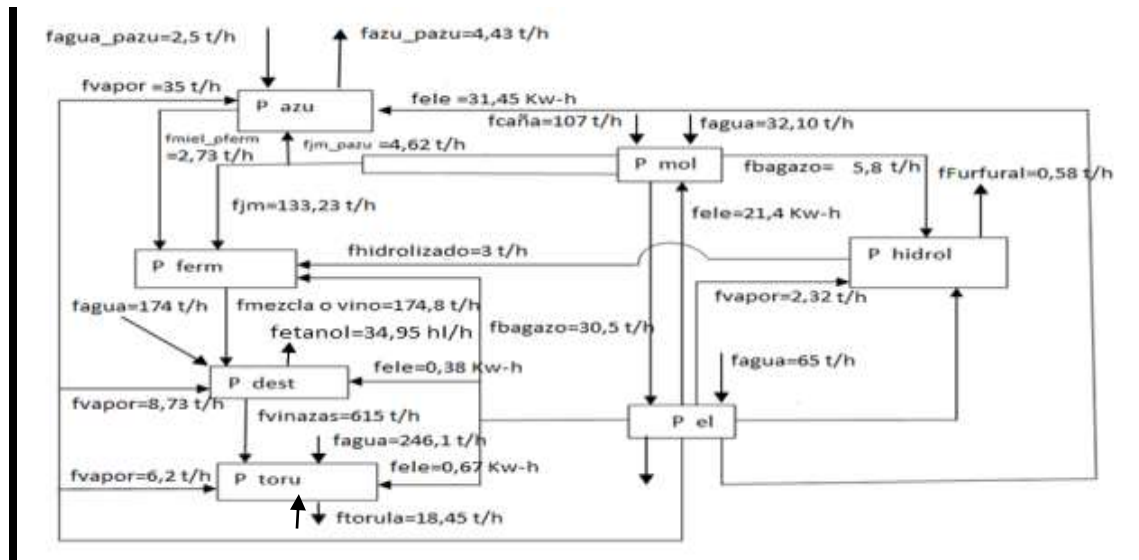 fagua_pazu=2,5 t/h
fazu_pazu=4,43 t/h
fvapor =35 t/h
P azu
fele =31,45 Kw-h
fcaña=107 t/h
fagua=32,10 t/h
fmiel_pferm
=2,73 t/h
fjm_pazu =4,62 t/h
P mol
fbagazo= 5,8 t/h
fFurfural=0,58 t/h
fjm=133,23 t/h
fele=21,4 Kw-h
fhidrolizado=3 t/h
P hidrol
P ferm
fvapor=2,32 t/h
fagua=174 t/h
fmezcla o vino=174,8 t/h
fetanol=34,95 hl/h
fbagazo=30,5 t/h
fagua=65 t/h
fele=0,38 Kw-h
P dest
fvapor=8,73 t/h
fvinazas=615 t/h
P el
fagua=246,1 t/h
fvapor=6,2 t/h
fele=0,67 Kw-h
P toru
ftorula=18,45 t/h